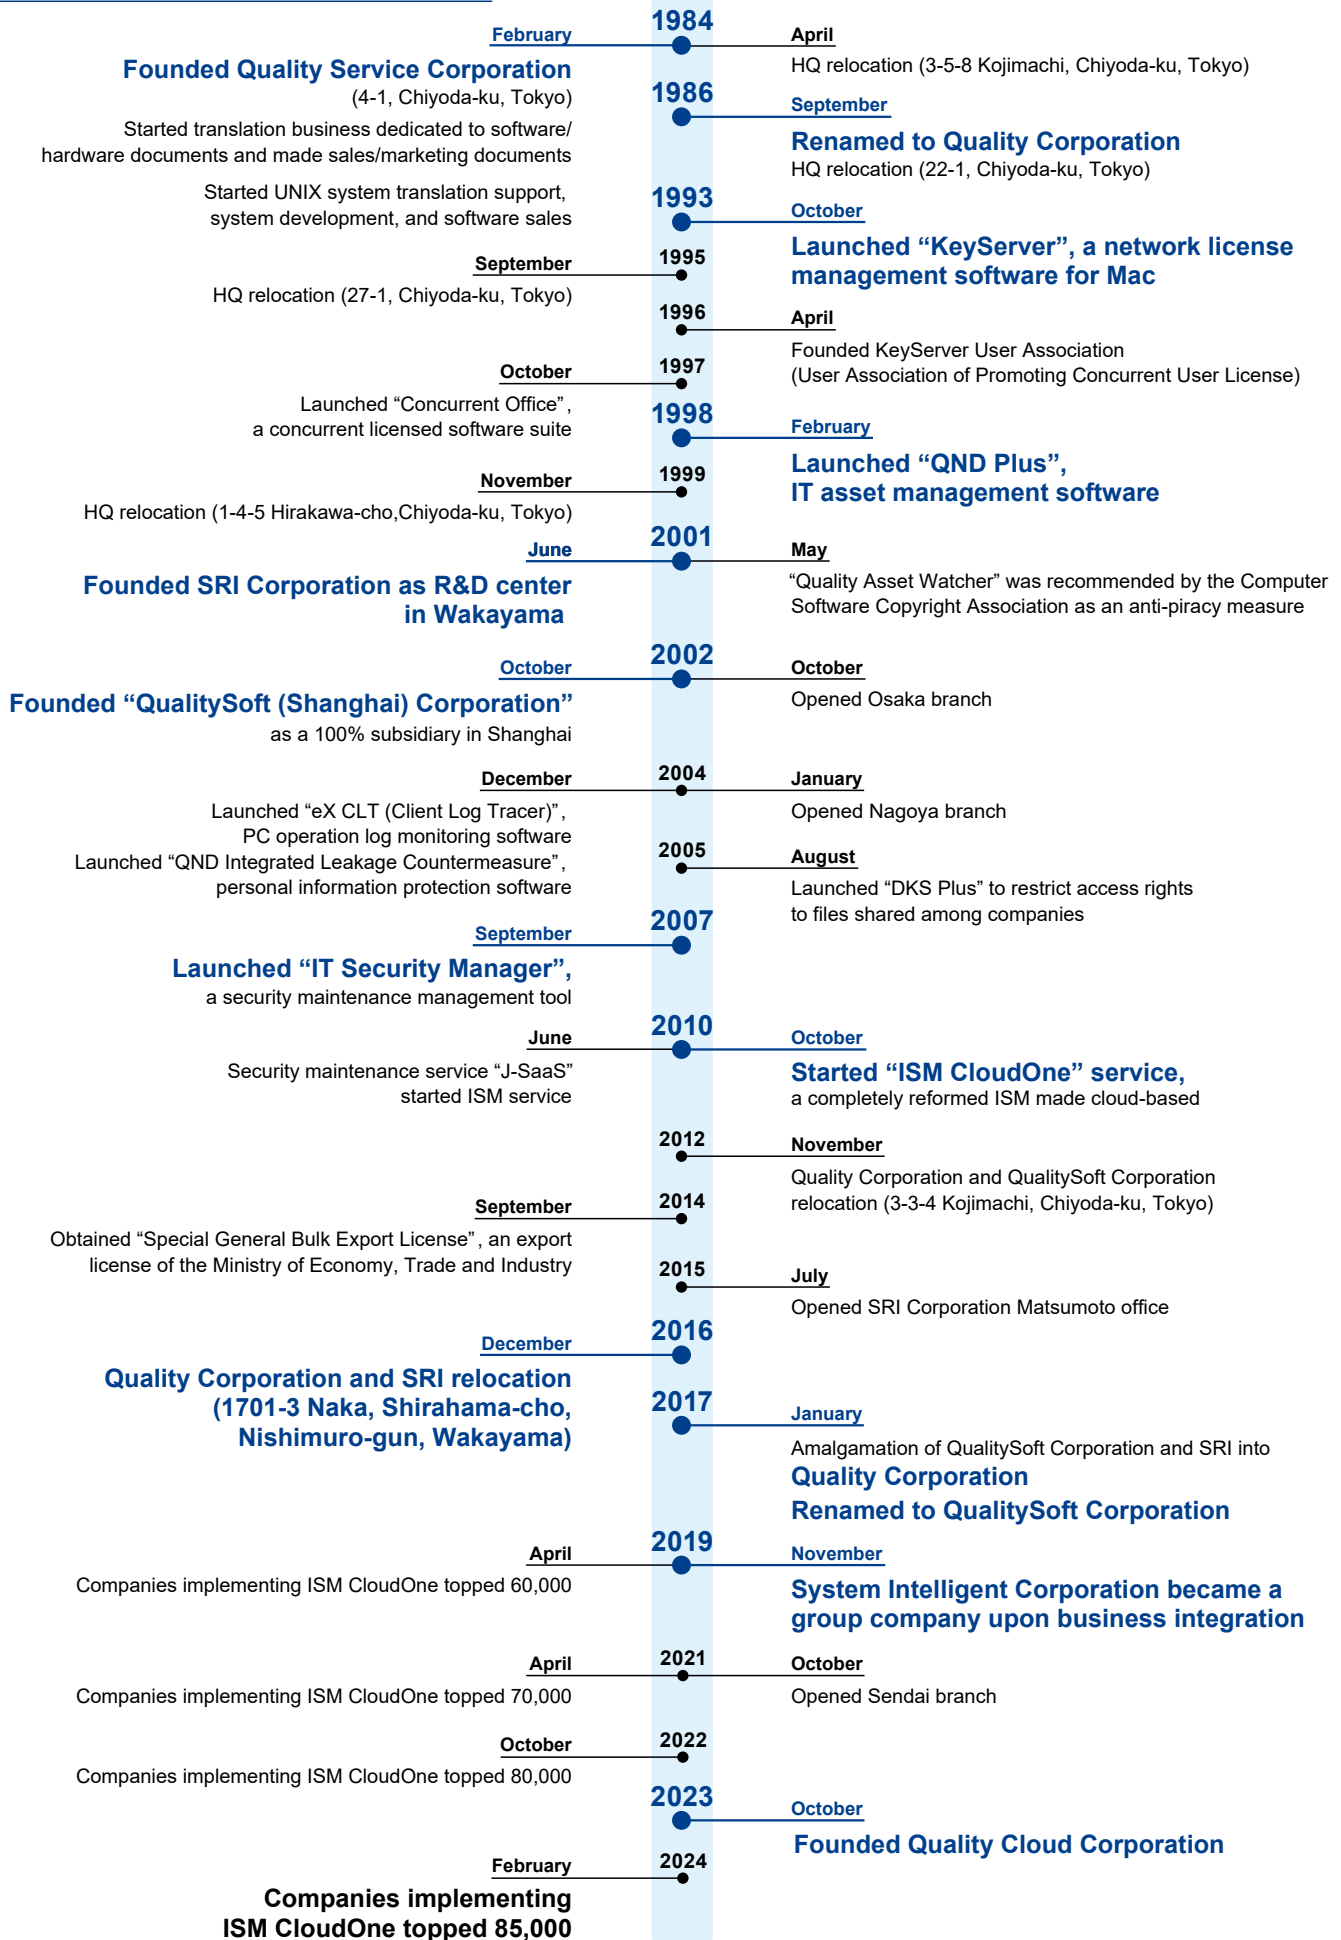 1984
February
Founded Quality Service Corporation
(4-1, Chiyoda-ku, Tokyo)
Started translation business dedicated to software/
hardware documents and made sales/marketing documents
Started UNIX system translation support,
system development, and software sales
April
HQ relocation (3-5-8 Kojimachi, Chiyoda-ku, Tokyo)
1986
September
Renamed to Quality Corporation
HQ relocation (22-1, Chiyoda-ku, Tokyo)
1993
October
Launched “KeyServer”, a network license
management software for Mac
1995
September
HQ relocation (27-1, Chiyoda-ku, Tokyo)
1996
April
Founded KeyServer User Association
(User Association of Promoting Concurrent User License)
1997
October
Launched “Concurrent Office”,
a concurrent licensed software suite
1998
February
Launched “QND Plus”,
IT asset management software
1999
November
HQ relocation (1-4-5 Hirakawa-cho,Chiyoda-ku, Tokyo)
2001
June
Founded SRI Corporation as R&D center
in Wakayama
May
“Quality Asset Watcher” was recommended by the Computer
Software Copyright Association as an anti-piracy measure
2002
October
Founded “QualitySoft (Shanghai) Corporation”
as a 100% subsidiary in Shanghai
October
Opened Osaka branch
2004
December
Launched “eX CLT (Client Log Tracer)”,
PC operation log monitoring software
Launched “QND Integrated Leakage Countermeasure”,
personal information protection software
January
Opened Nagoya branch
2005
August
Launched “DKS Plus” to restrict access rights
to files shared among companies
2007
September
Launched “IT Security Manager”,
a security maintenance management tool
2010
June
Security maintenance service “J-SaaS”
started ISM service
October
Started “ISM CloudOne” service,
a completely reformed ISM made cloud-based
2012
November
Quality Corporation and QualitySoft Corporation
relocation (3-3-4 Kojimachi, Chiyoda-ku, Tokyo)
2014
September
Obtained “Special General Bulk Export License”, an export
license of the Ministry of Economy, Trade and Industry
2015
July
Opened SRI Corporation Matsumoto office
2016
December
Quality Corporation and SRI relocation
(1701-3 Naka, Shirahama-cho,
Nishimuro-gun, Wakayama)
2017
January
Amalgamation of QualitySoft Corporation and SRI into
Quality Corporation
Renamed to QualitySoft Corporation
2019
April
Companies implementing ISM CloudOne topped 60,000
November
System Intelligent Corporation became a
group company upon business integration
2021
April
Companies implementing ISM CloudOne topped 70,000
October
Opened Sendai branch
2022
October
Companies implementing ISM CloudOne topped 80,000
2023
October
Founded Quality Cloud Corporation
2024
February
Companies implementing
ISM CloudOne topped 85,000